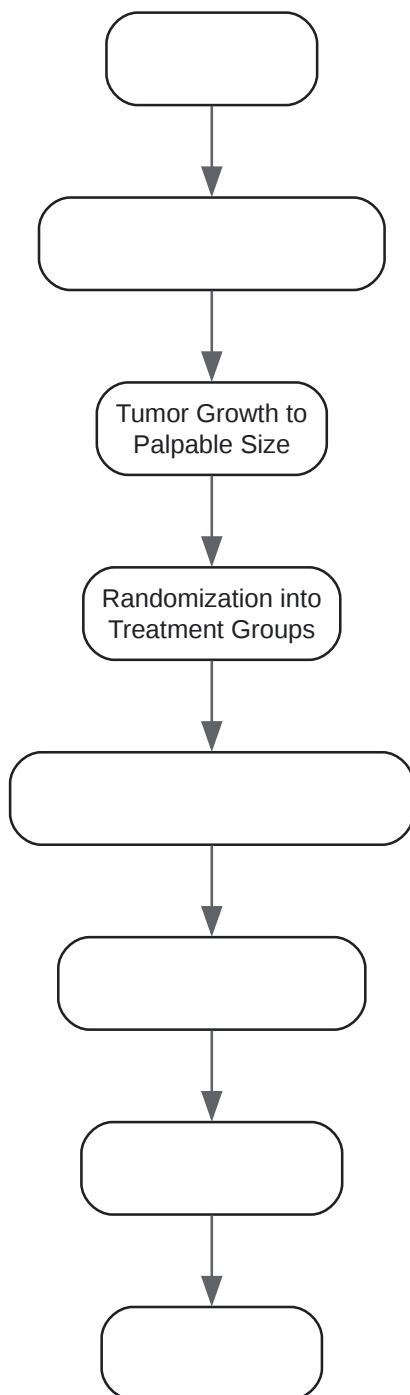 Tumor Growth to
Palpable Size
Randomization into
Treatment Groups